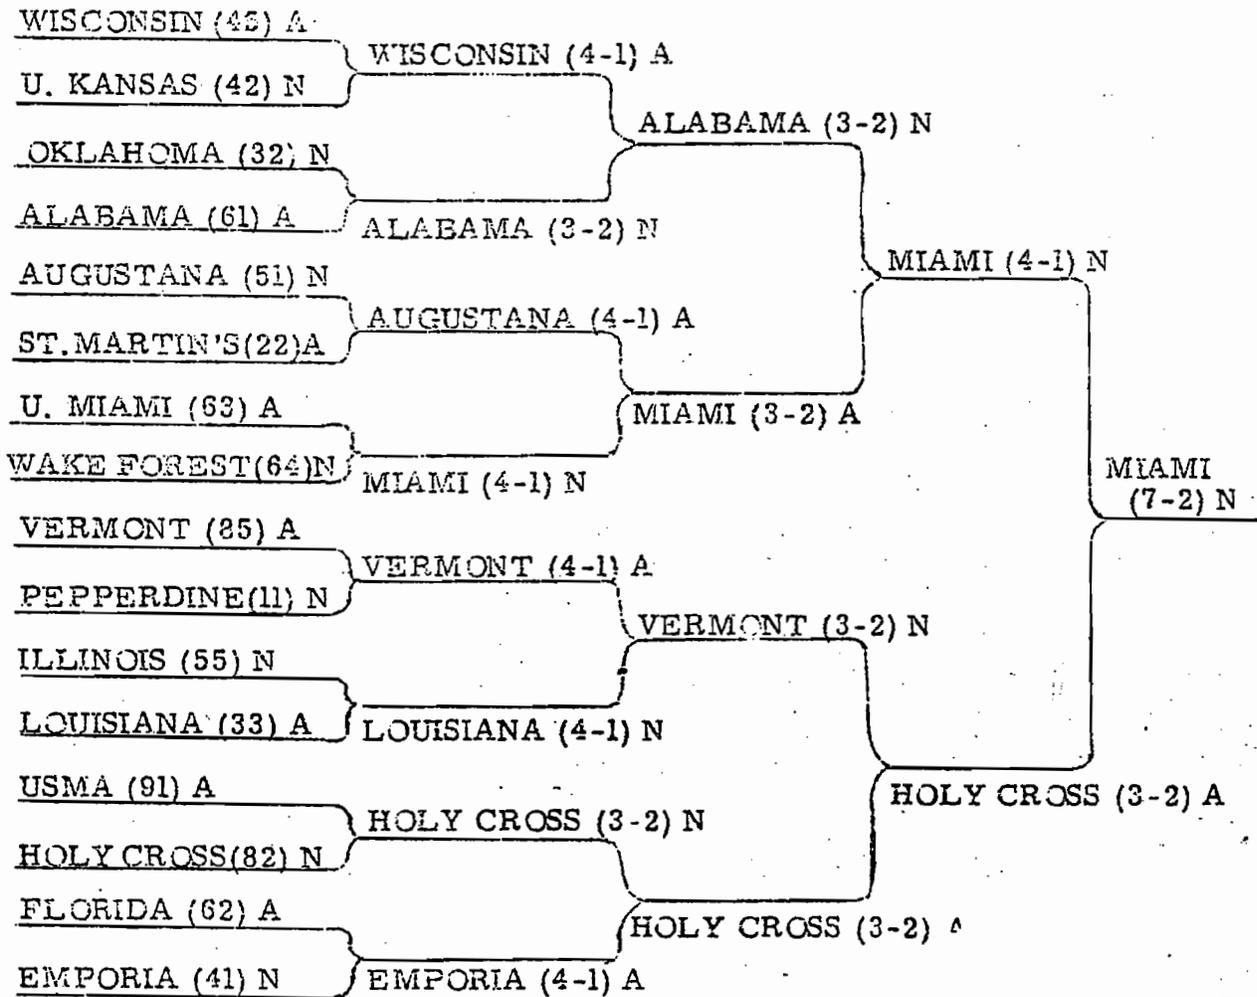 WISCONSIN (43) A
WISCONSIN (4-1) A
U. KANSAS (42) N
ALABAMA (3-2) N
OKLAHOMA (32) N
ALABAMA (61) A
ALABAMA (3-2) N
AUGUSTANA (51) N
MIAMI (4-1) N
AUGUSTANA (4-1) A
ST. MARTIN'S(22)A
U. MIAMI (63) A
MIAMI (3-2) A
WAKE FOREST(64)N
MIAMI (4-1) N
MIAMI
(7-2) N
VERMONT (85) A
VERMONT (4-1) A
PEPPERDINE(11) N
VERMONT (3-2) N
ILLINOIS (55) N
LOUISIANA (33) A
LOUISIANA (4-1) N
USMA (91) A
HOLY CROSS (3-2) A
HOLY CROSS (3-2) N
HOLY CROSS(82) N
FLORIDA (62) A
HOLY CROSS (3-2) A
EMPORIA (41) N
EMPORIA (4-1) A